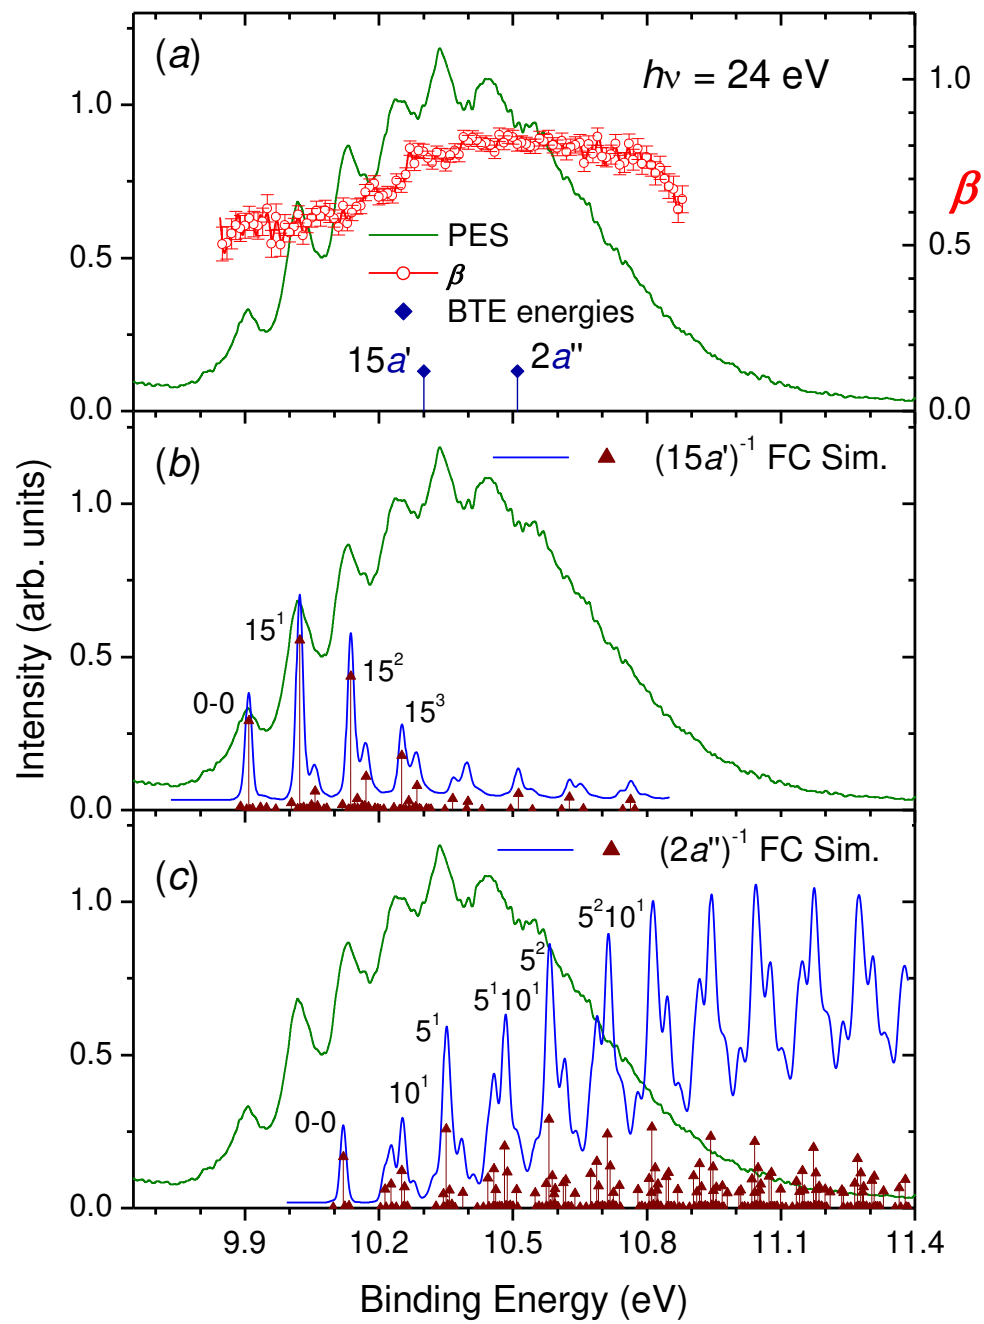 (a)
hν = 24 eV
1.0
1.0
β
PES
β
BTE energies
0.5
0.5
15a'
2a"
0.0
0.0
(b)
(15a')⁻¹ FC Sim.
1.0
Intensity (arb. units)
0.5
15¹
15²
0-0
15³
0.0
(c)
(2a")⁻¹ FC Sim.
1.0
5²10¹
5²
5¹10¹
5¹
0.5
10¹
0-0
0.0
9.9
10.2
10.5
10.8
11.1
11.4
Binding Energy (eV)